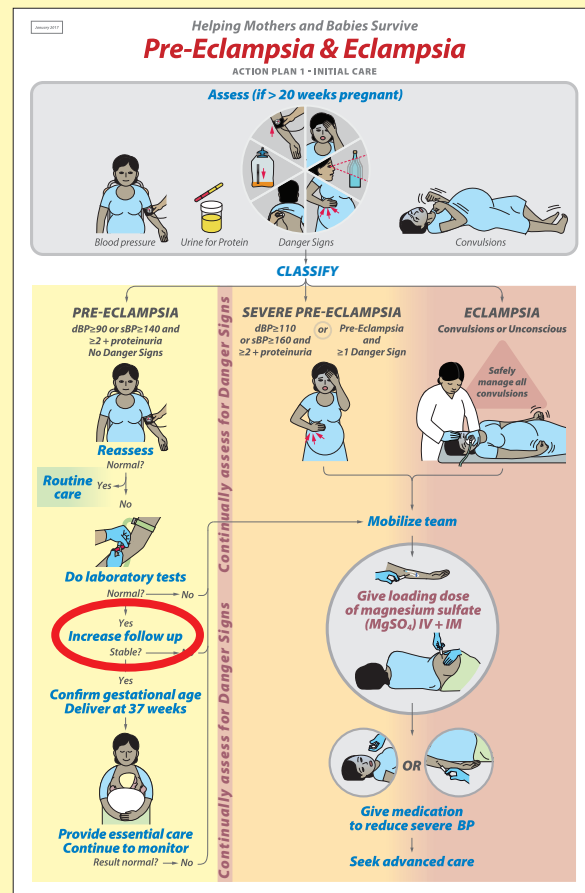 January 2017
Helping Mothers and Babies Survive
Pre-Eclampsia & Eclampsia
ACTION PLAN 1 - INITIAL CARE
Assess (if > 20 weeks pregnant)
Blood pressure
Urine for Protein
Danger Signs
Convulsions
CLASSIFY
PRE-ECLAMPSIA
dBP≥90 or sBP≥140 and
≥2 + proteinuria
No Danger Signs
Reassess
Normal?
Routine
care
Yes
No
Do laboratory tests
Normal?
No
Yes
Increase follow up
Stable?
Yes
Confirm gestational age
Deliver at 37 weeks
Provide essential care
Continue to monitor
Result normal?
No
Continually assess for Danger Signs
Continually assess for Danger Signs
SEVERE PRE-ECLAMPSIA
dBP≥110
or sBP≥160 and
≥2 + proteinuria
or
Pre-Eclampsia
and
≥1 Danger Sign
ECLAMPSIA
Convulsions or Unconscious
Safely
manage all
convulsions
Mobilize team
Give loading dose
of magnesium sulfate
(MgSO₄) IV + IM
OR
Give medication
to reduce severe BP
Seek advanced care